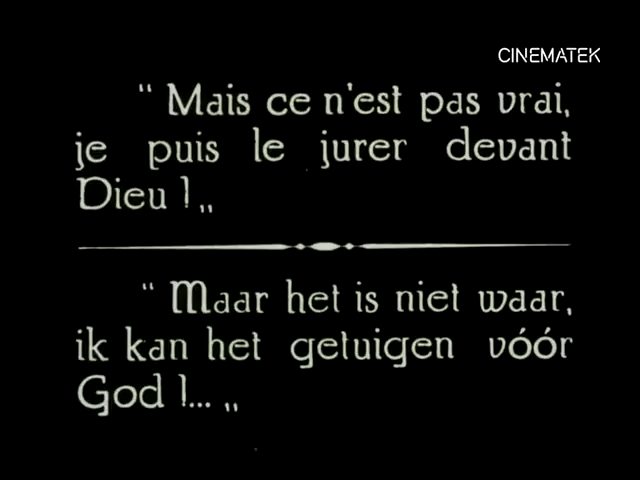 CINEMATEK
“ Mais ce n'est pas vrai,
je puis le jurer devant
Dieu ! „
“ Maar het is niet waar,
ik kan het getuigen vóór
God !... „